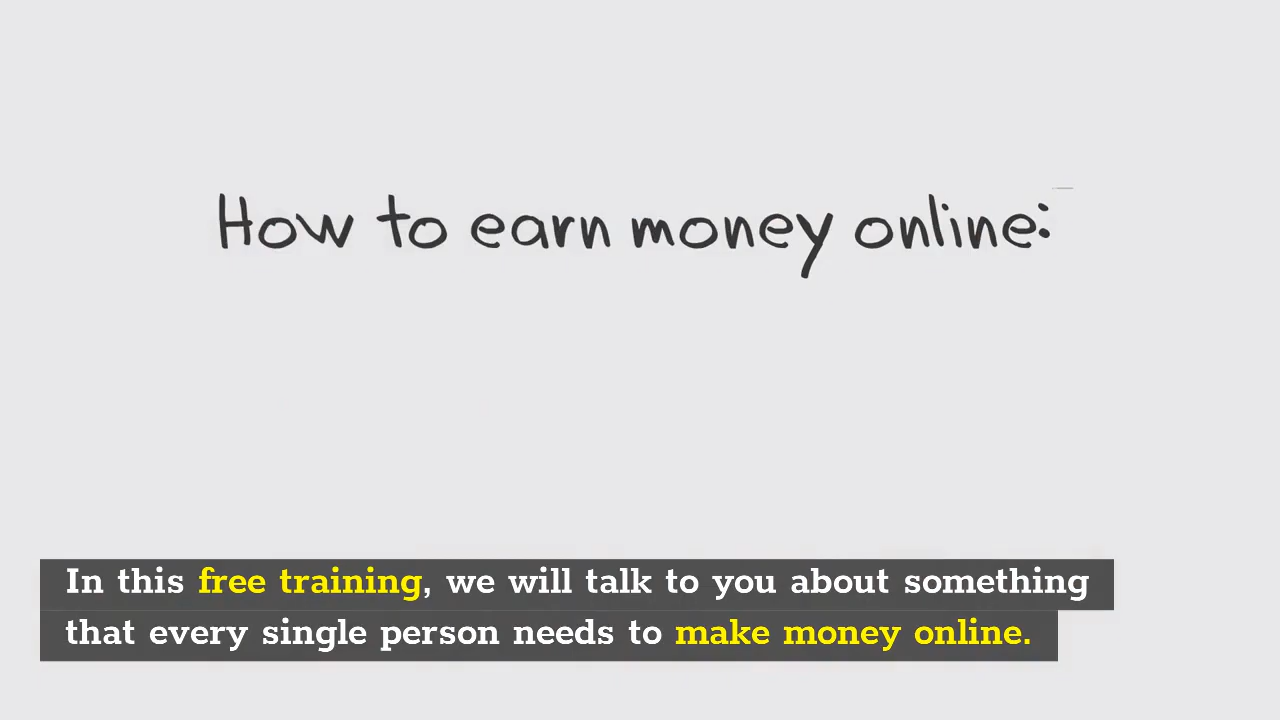 How to earn money online:
In this free training, we will talk to you about something
that every single person needs to make money online.